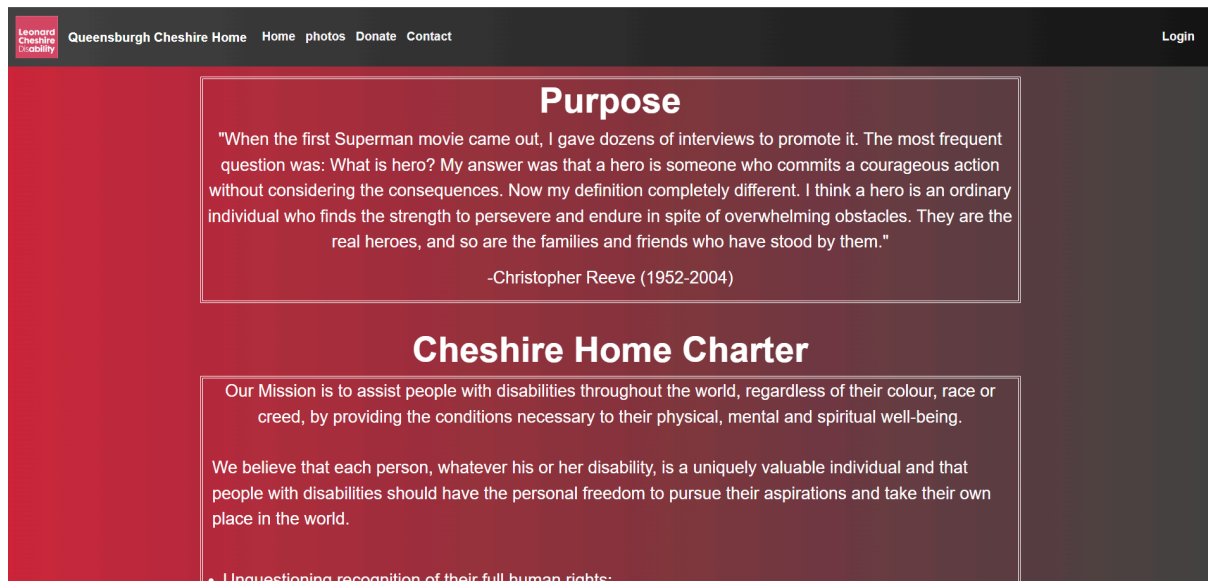 Leonard
Cheshire
Disability
Queensburgh Cheshire Home Home photos Donate Contact Login
Purpose
"When the first Superman movie came out, I gave dozens of interviews to promote it. The most frequent
question was: What is hero? My answer was that a hero is someone who commits a courageous action
without considering the consequences. Now my definition completely different. I think a hero is an ordinary
individual who finds the strength to persevere and endure in spite of overwhelming obstacles. They are the
real heroes, and so are the families and friends who have stood by them."
-Christopher Reeve (1952-2004)
Cheshire Home Charter
Our Mission is to assist people with disabilities throughout the world, regardless of their colour, race or
creed, by providing the conditions necessary to their physical, mental and spiritual well-being.
We believe that each person, whatever his or her disability, is a uniquely valuable individual and that
people with disabilities should have the personal freedom to pursue their aspirations and take their own
place in the world.
• Unquestioning recognition of their full human rights;